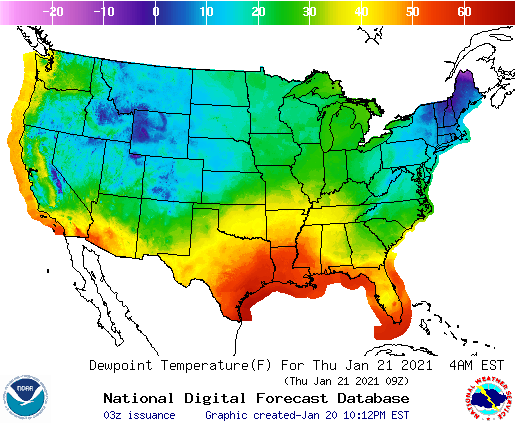 -20 -10 0 10 20 30 40 50 60
Dewpoint Temperature(F) For Thu Jan 21 2021 4AM EST
(Thu Jan 21 2021 09Z)
National Digital Forecast Database
03z issuance Graphic created-Jan 20 10:12PM EST
NOAA
NATIONAL WEATHER SERVICE